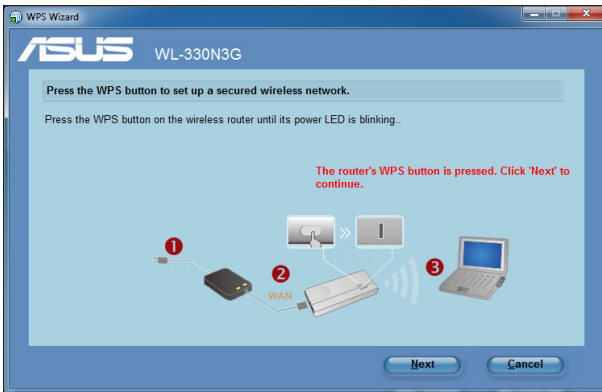 WPS Wizard
ASUS WL-330N3G
Press the WPS button to set up a secured wireless network.
Press the WPS button on the wireless router until its power LED is blinking..
The router's WPS button is pressed. Click 'Next' to
continue.
1
2
WAN
3
Next
Cancel